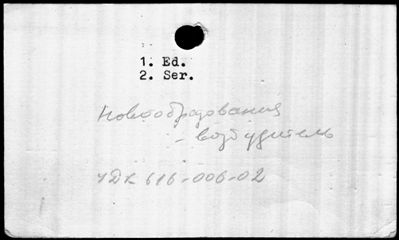 1. Ed.
2. Ser.
Новообразования
- возбудитель
УДК 616-006-02